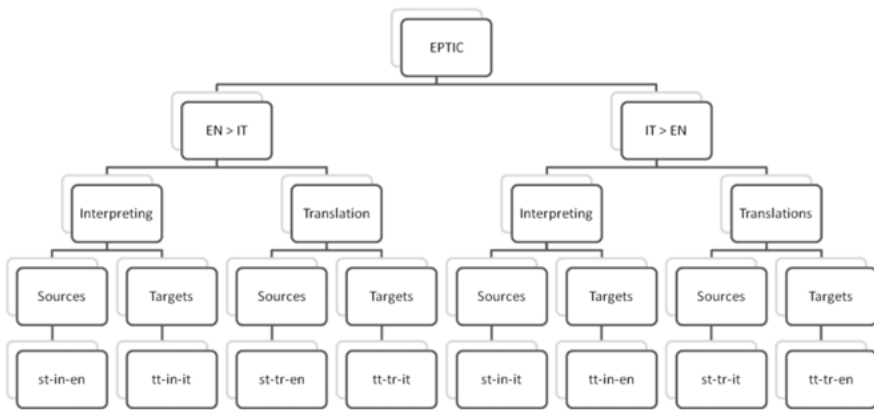 EPTIC
EN > IT
IT > EN
Interpreting
Translation
Interpreting
Translations
Sources
Targets
Sources
Targets
Sources
Targets
Sources
Targets
st-in-en
tt-in-it
st-tr-en
tt-tr-it
st-in-it
tt-in-en
st-tr-it
tt-tr-en